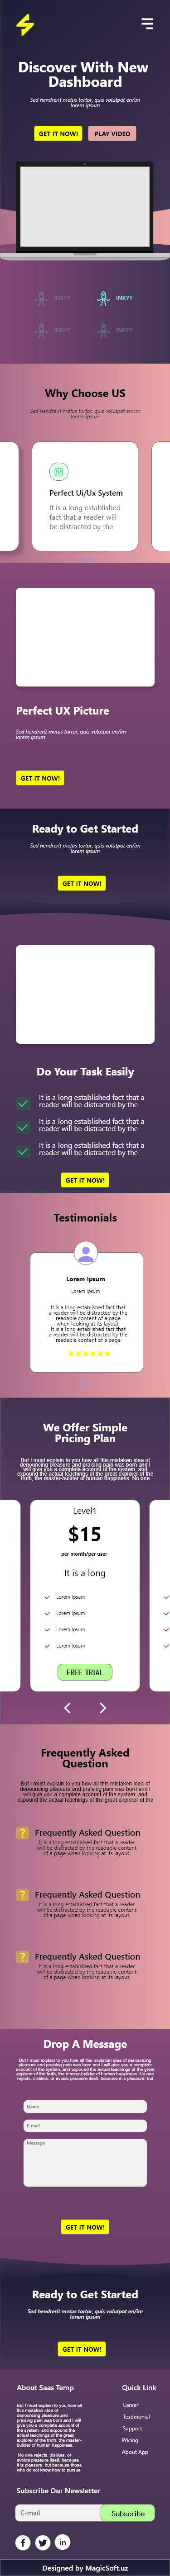 Discover With New
Dashboard
Sed hendrerit metus tortor, quis volutpat en/im
lorem ipsum
GET IT NOW!
PLAY VIDEO
INKYY
INKYY
INKYY
INKYY
Why Choose US
Sed hendrerit metus tortor, quis volutpat en/im
lorem ipsum
Perfect Ui/Ux System
It is a long established
fact that a reader will
be distracted by the
Perfect UX Picture
Sed hendrerit metus tortor, quis volutpat en/im
lorem ipsum
GET IT NOW!
Ready to Get Started
Sed hendrerit metus tortor, quis volutpat en/im
lorem ipsum
GET IT NOW!
Do Your Task Easily
It is a long established fact that a
reader will be distracted by the
It is a long established fact that a
reader will be distracted by the
It is a long established fact that a
reader will be distracted by the
GET IT NOW!
Testimonials
Lorem Ipsum
Lorem Ipsum
It is a long established fact that
a reader will be distracted by the
readable content of a page
when looking at its layout.
It is a long established fact that
a reader will be distracted by the
readable content of a page
We Offer Simple
Pricing Plan
But I must explain to you how all this mistaken idea of
denouncing pleasure and praising pain was born and I
will give you a complete account of the system, and
expound the actual teachings of the great explorer of the
truth, the master-builder of human happiness. No one
Level1
$15
per month/per user
It is a long
Lorem Ipsum
Lorem Ipsum
Lorem Ipsum
Lorem Ipsum
FREE TRIAL
Frequently Asked
Question
But I must explain to you how all this mistaken idea of
denouncing pleasure and praising pain was born and I
will give you a complete account of the system, and
expound the actual teachings of the great explorer of the
? Frequently Asked Question
It is a long established fact that a reader
will be distracted by the readable content
of a page when looking at its layout.
? Frequently Asked Question
It is a long established fact that a reader
will be distracted by the readable content
of a page when looking at its layout.
? Frequently Asked Question
It is a long established fact that a reader
will be distracted by the readable content
of a page when looking at its layout.
Drop A Message
But I must explain to you how all this mistaken idea of denouncing
pleasure and praising pain was born and I will give you a complete
account of the system, and expound the actual teachings of the great
explorer of the truth, the master-builder of human happiness. No one
rejects, dislikes, or avoids pleasure itself, because it is pleasure, but
Name
E-mail
Message
GET IT NOW!
Ready to Get Started
Sed hendrerit metus tortor, quis volutpat en/im
lorem ipsum
GET IT NOW!
About Saas Temp
But I must explain to you how all
this mistaken idea of
denouncing pleasure and
praising pain was born and I will
give you a complete account of
the system, and expound the
actual teachings of the great
explorer of the truth, the master-
builder of human happiness.
No one rejects, dislikes, or
avoids pleasure itself, because
it is pleasure, but because those
who do not know how to pursue
Quick Link
Career
Testimonial
Support
Pricing
About App
Subscribe Our Newsletter
E-mail
Subscribe
Designed by MagicSoft.uz